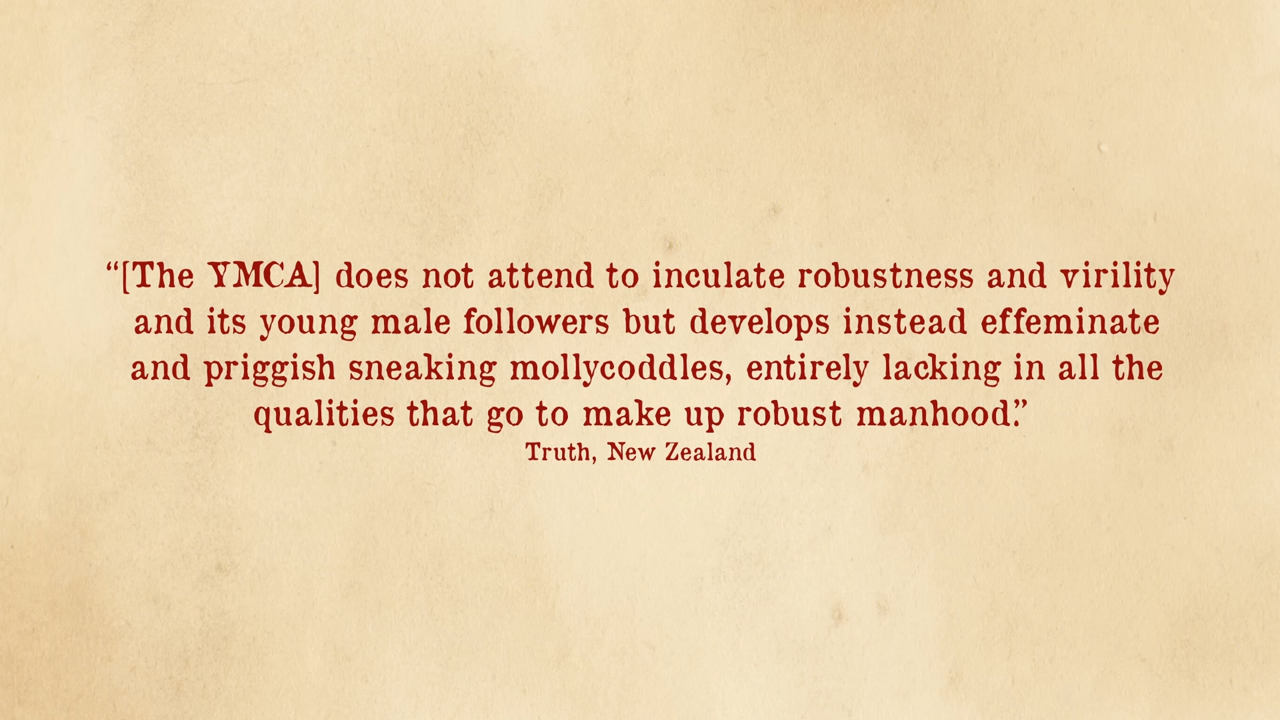 “[The YMCA] does not attend to inculate robustness and virility
and its young male followers but develops instead effeminate
and priggish sneaking mollycoddles, entirely lacking in all the
qualities that go to make up robust manhood.”
Truth, New Zealand